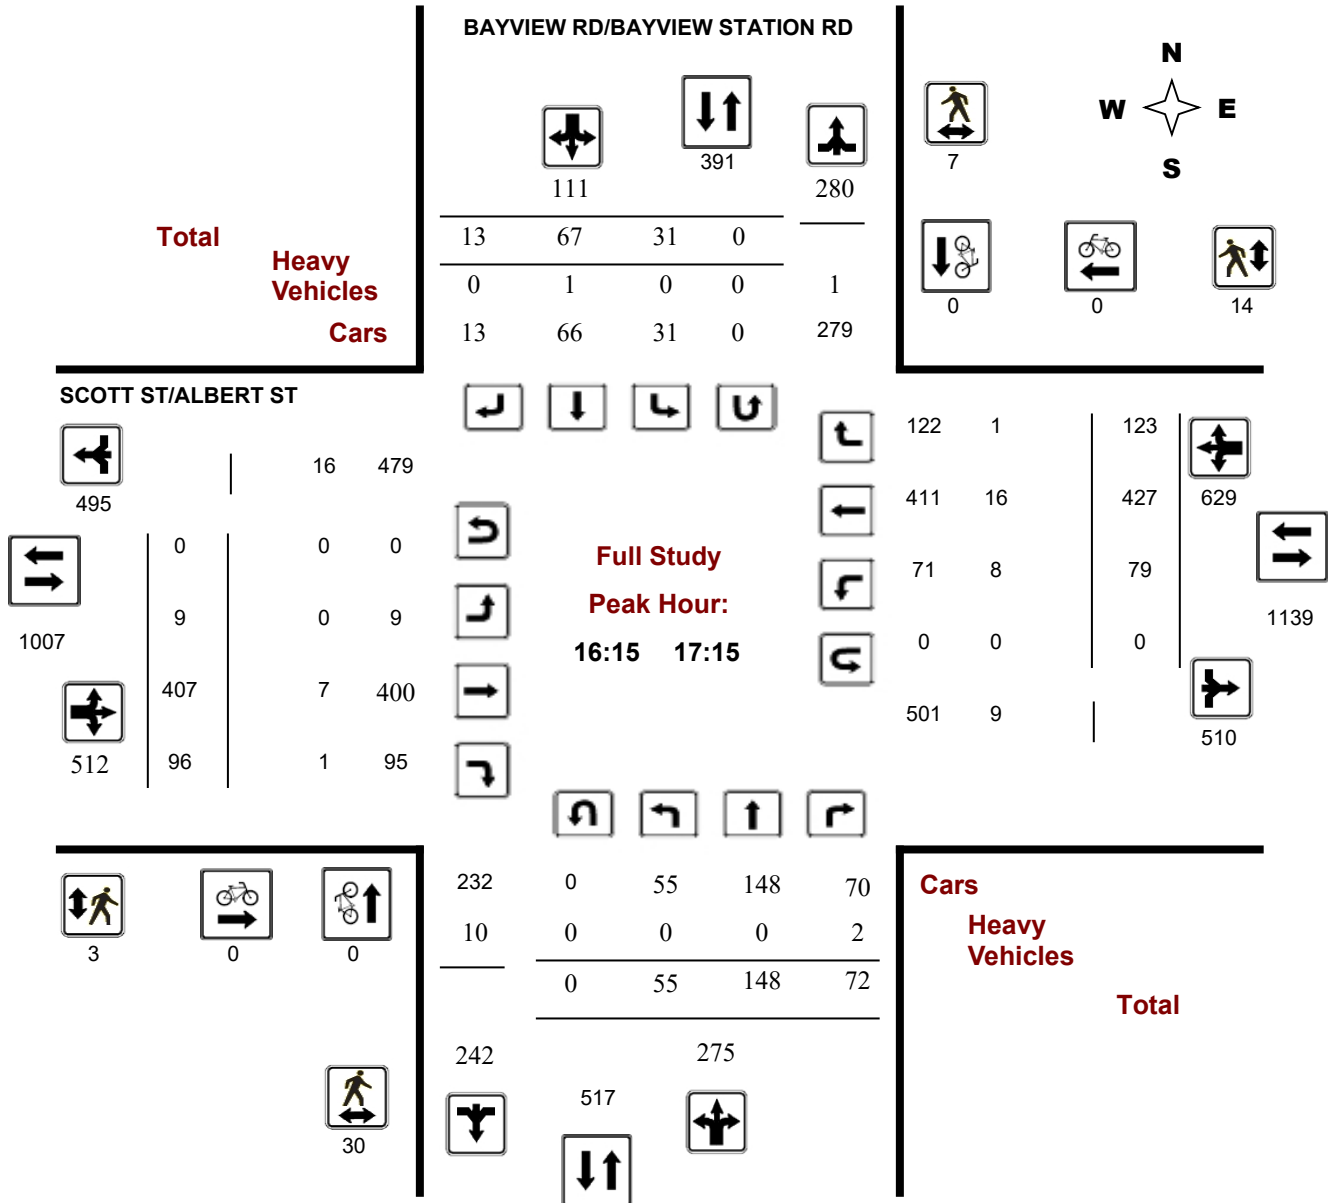 BAYVIEW RD/BAYVIEW STATION RD
N
W E
S
391
7
111 280
Total 13 67 31 0
Heavy
Vehicles 0 1 0 0 1
0 0 14
Cars 13 66 31 0 279
SCOTT ST/ALBERT ST
122 1 123
16 479
495
411 16 427 629
0 0 0
Full Study
71 8 79
9 0 9
Peak Hour:
1007
1139
16:15 17:15
0 0 0
407 7 400
501 9
510
512 96 1 95
232 0 55 148 70 Cars
10 0 0 0 2 Heavy
Vehicles
3 0 0
0 55 148 72
Total
242 275
517
30